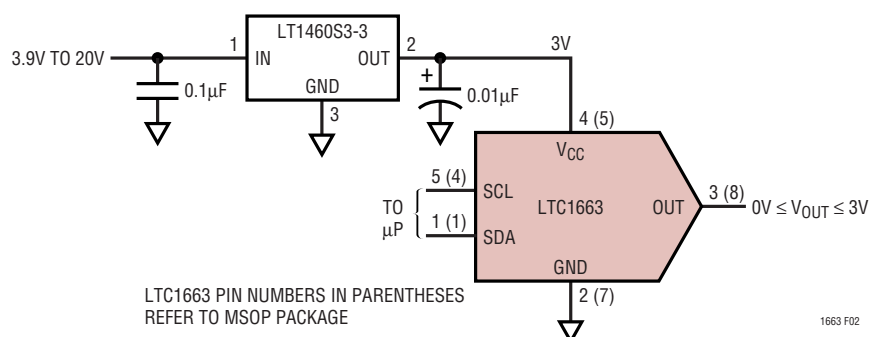 LT1460S3-3
3.9V TO 20V
1
IN
OUT
2
3V
0.1µF
GND
3
+
0.01µF
4 (5)
VCC
5 (4)
SCL
TO
µP
LTC1663
OUT
3 (8)
0V ≤ VOUT ≤ 3V
1 (1)
SDA
GND
2 (7)
LTC1663 PIN NUMBERS IN PARENTHESES
REFER TO MSOP PACKAGE
1663 F02